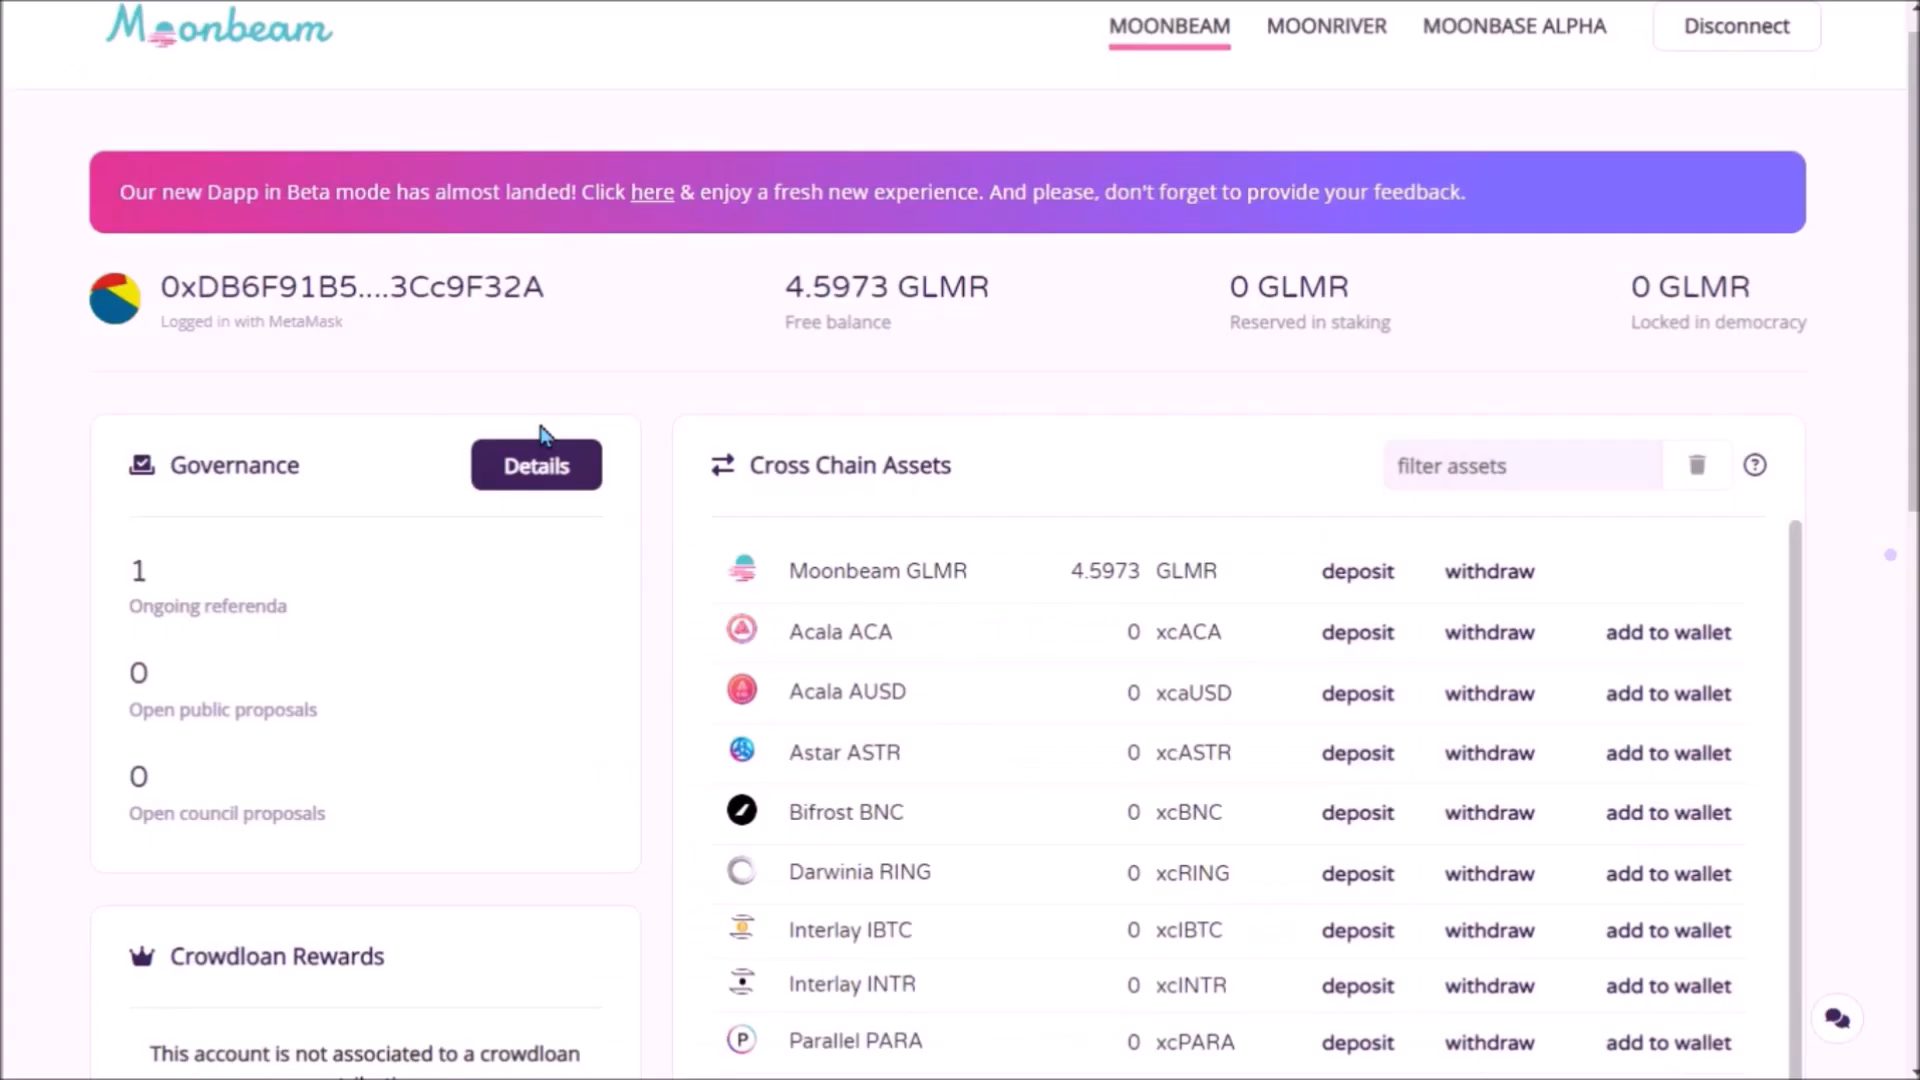 Moonbeam
MOONBEAM MOONRIVER MOONBASE ALPHA Disconnect
Our new Dapp in Beta mode has almost landed! Click here & enjoy a fresh new experience. And please, don't forget to provide your feedback.
0xDB6F91B5....3Cc9F32A 4.5973 GLMR 0 GLMR 0 GLMR
Logged in with MetaMask Free balance Reserved in staking Locked in democracy
Governance Details
1
Ongoing referenda
0
Open public proposals
0
Open council proposals
Crowdloan Rewards
This account is not associated to a crowdloan
Cross Chain Assets filter assets
Moonbeam GLMR 4.5973 GLMR deposit withdraw
Acala ACA 0 xcACA deposit withdraw add to wallet
Acala AUSD 0 xcaUSD deposit withdraw add to wallet
Astar ASTR 0 xcASTR deposit withdraw add to wallet
Bifrost BNC 0 xcBNC deposit withdraw add to wallet
Darwinia RING 0 xcRING deposit withdraw add to wallet
Interlay IBTC 0 xcIBTC deposit withdraw add to wallet
Interlay INTR 0 xcINTR deposit withdraw add to wallet
Parallel PARA 0 xcPARA deposit withdraw add to wallet